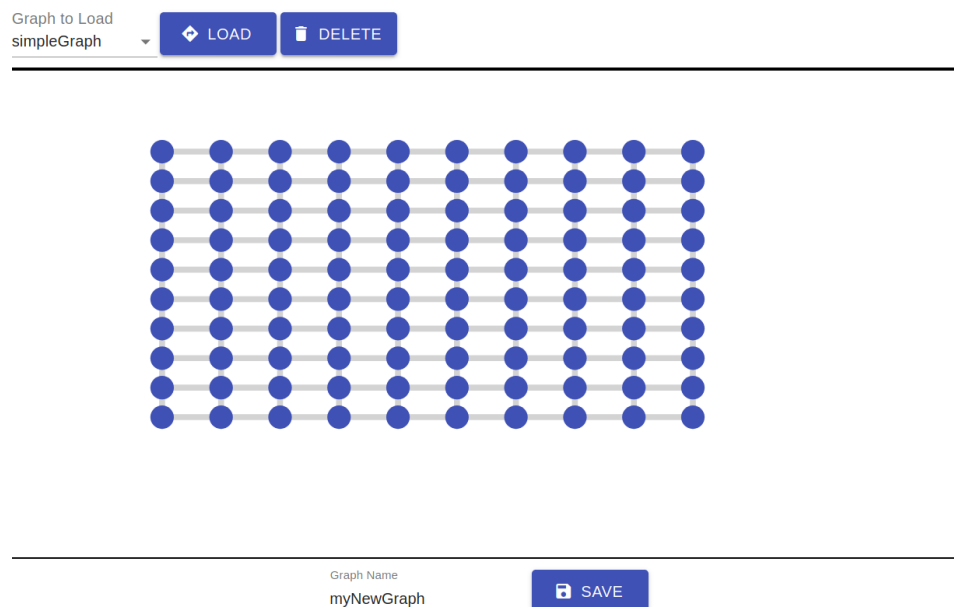 Graph to Load
simpleGraph
LOAD
DELETE
Graph Name
myNewGraph
SAVE